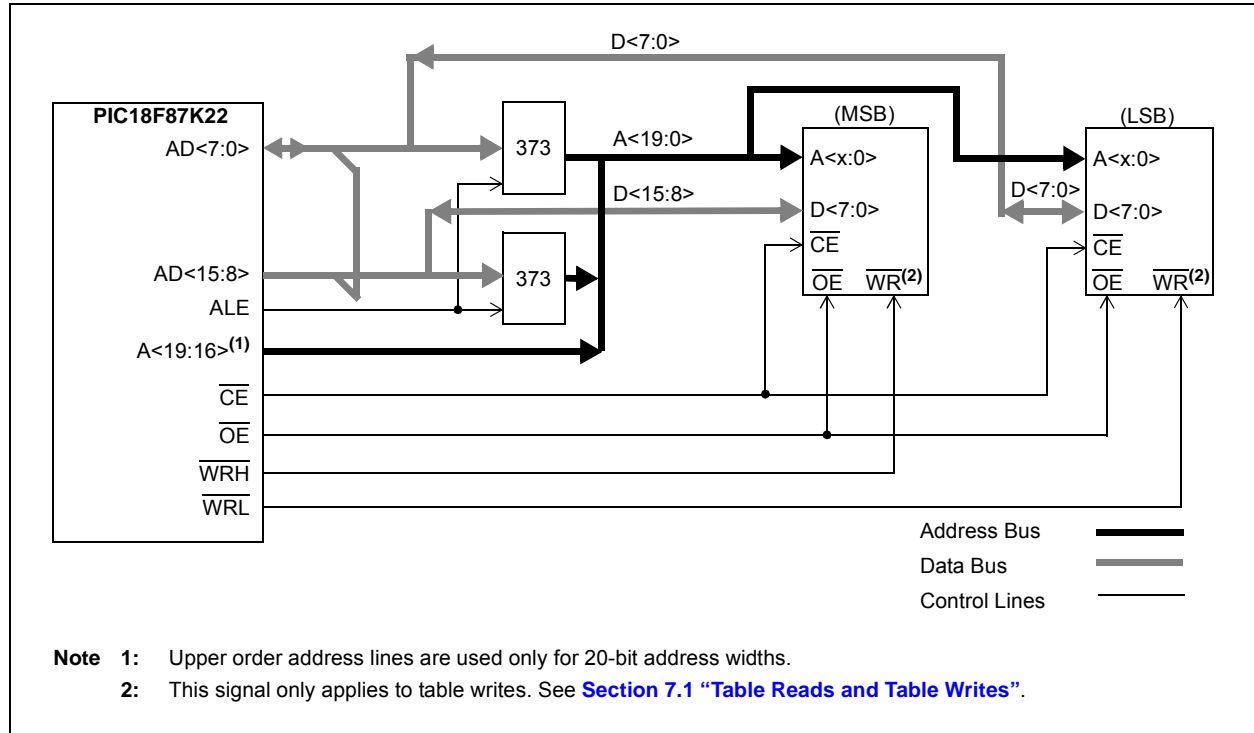 D<7:0>
PIC18F87K22
AD<7:0>
373
A<19:0>
(MSB)
A<x:0>
D<7:0>
CE
OE WR(2)
(LSB)
A<x:0>
D<7:0>
D<7:0>
CE
OE WR(2)
D<15:8>
AD<15:8>
373
ALE
A<19:16>(1)
CE
OE
WRH
WRL
Address Bus
Data Bus
Control Lines
Note 1: Upper order address lines are used only for 20-bit address widths.
2: This signal only applies to table writes. See Section 7.1 “Table Reads and Table Writes”.